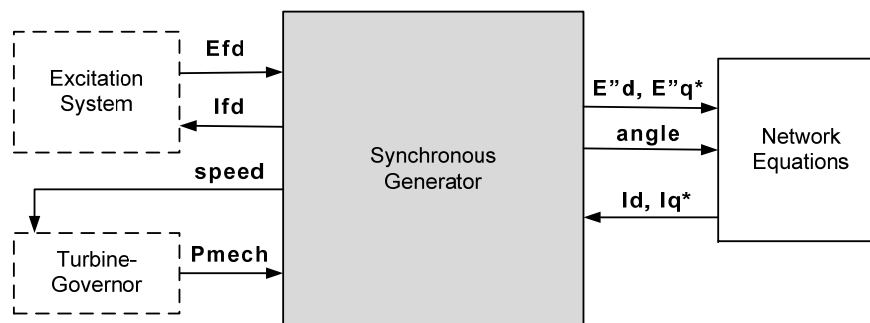 Excitation
System
Efd
Ifd
speed
Turbine-
Governor
Pmech
Synchronous
Generator
E”d, E”q*
angle
Id, Iq*
Network
Equations